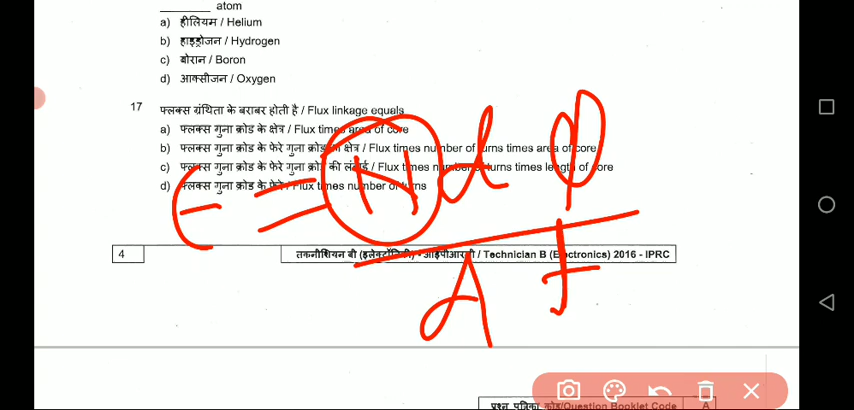 _______ atom
a) हीलियम / Helium
b) हाइड्रोजन / Hydrogen
c) बोरान / Boron
d) आक्सीजन / Oxygen
17 फ्लक्स ग्रंथिता के बराबर होती है / Flux linkage equals
a) फ्लक्स गुना क्रोड के क्षेत्र / Flux times area of core
b) फ्लक्स गुना क्रोड के फेरे गुना क्रोड का क्षेत्र / Flux times number of turns times area of core
c) फ्लक्स गुना क्रोड के फेरे गुना क्रोड की लंबाई / Flux times number of turns times length of core
d) फ्लक्स गुना क्रोड के फेरे / Flux times number of turns
e = N dϕ
dt
4 तकनीशियन बी (इलेक्ट्रॉनिकी) - आईपीआरसी / Technician B (Electronics) 2016 - IPRC
प्रश्न पुस्तिका कोड/Question Booklet Code A